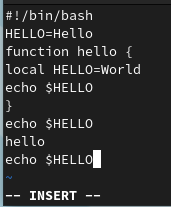 #!/bin/bash
HELLO=Hello
function hello {
local HELLO=World
echo $HELLO
}
echo $HELLO
hello
echo $HELLO
~
-- INSERT --